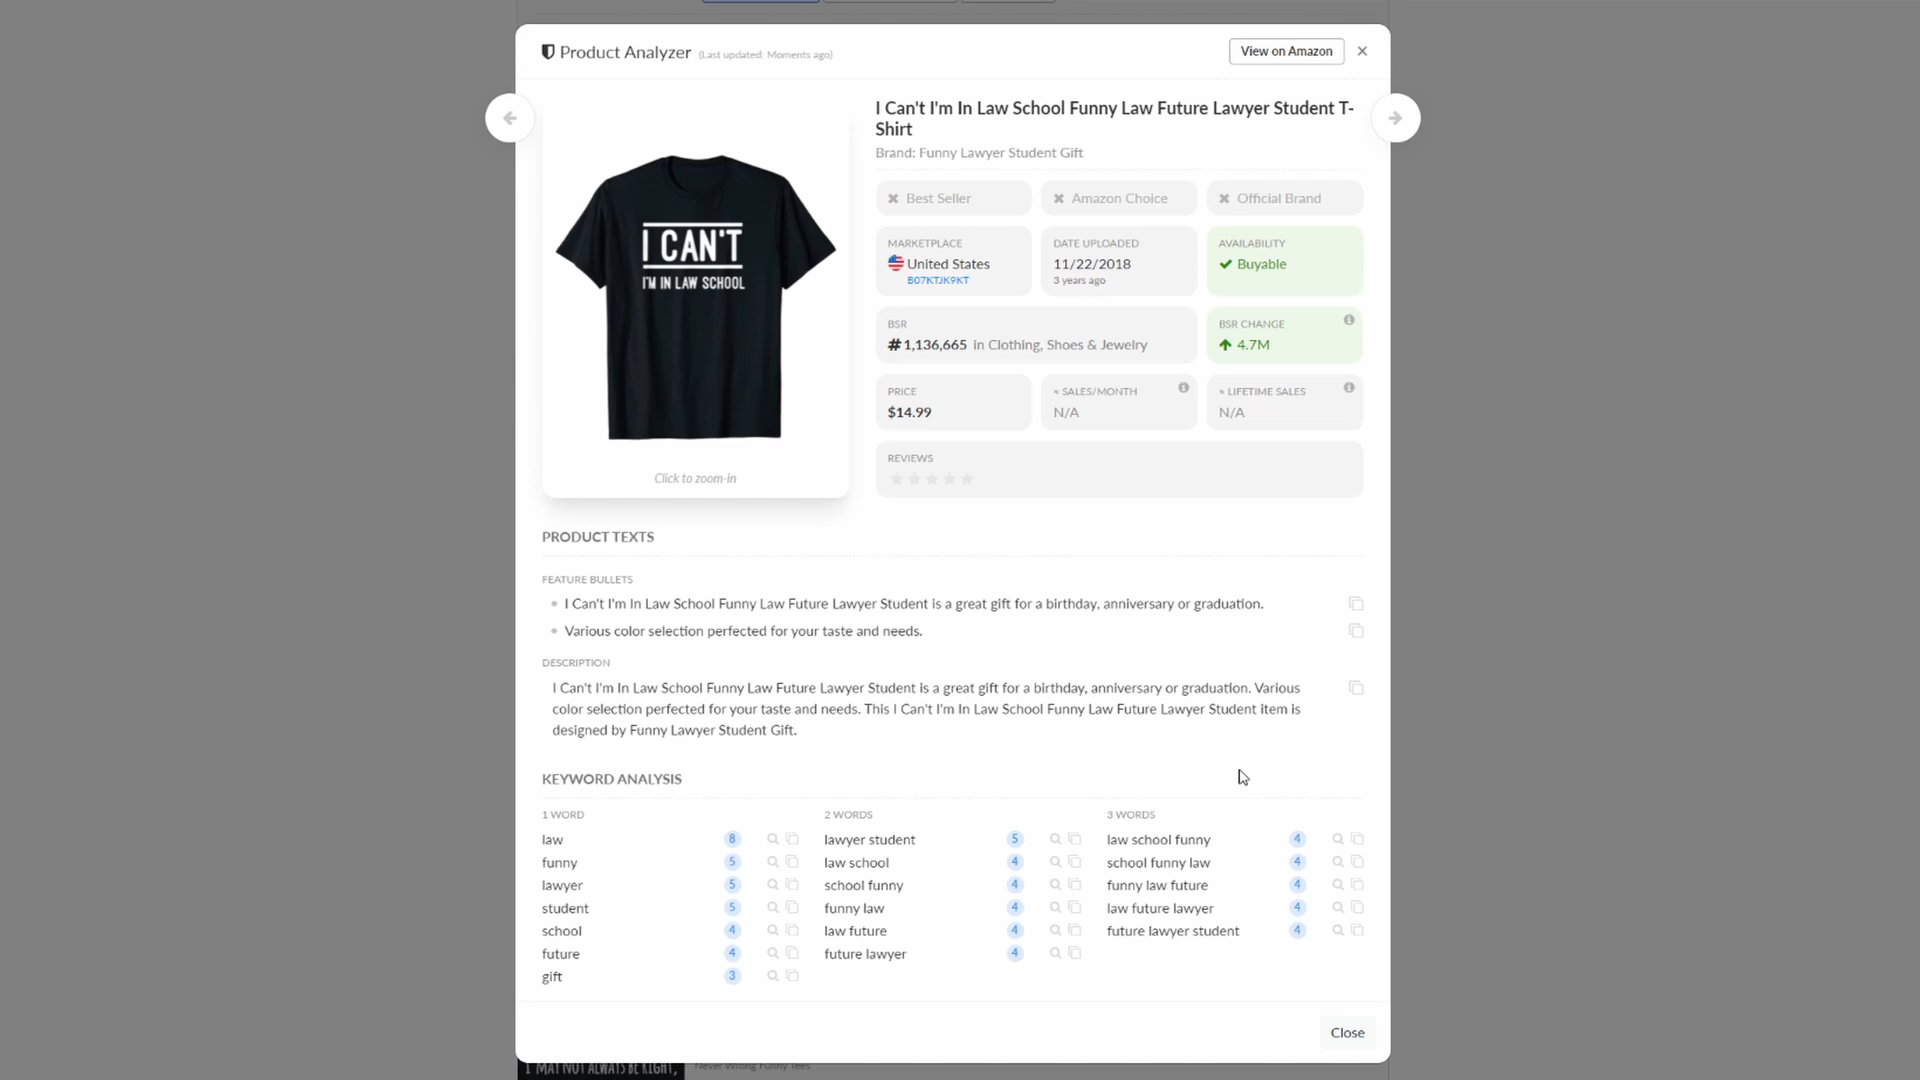 Product Analyzer (Last updated: Moments ago)
View on Amazon
I Can't I'm In Law School Funny Law Future Lawyer Student T-
Shirt
Brand: Funny Lawyer Student Gift
Best Seller
Amazon Choice
Official Brand
MARKETPLACE
United States
B07KTJK9KT
DATE UPLOADED
11/22/2018
3 years ago
AVAILABILITY
Buyable
BSR
#1,136,665 in Clothing, Shoes & Jewelry
BSR CHANGE
4.7M
PRICE
$14.99
≈ SALES/MONTH
N/A
≈ LIFETIME SALES
N/A
REVIEWS
I CAN'T
I'M IN LAW SCHOOL
Click to zoom-in
PRODUCT TEXTS
FEATURE BULLETS
I Can't I'm In Law School Funny Law Future Lawyer Student is a great gift for a birthday, anniversary or graduation.
Various color selection perfected for your taste and needs.
DESCRIPTION
I Can't I'm In Law School Funny Law Future Lawyer Student is a great gift for a birthday, anniversary or graduation. Various
color selection perfected for your taste and needs. This I Can't I'm In Law School Funny Law Future Lawyer Student item is
designed by Funny Lawyer Student Gift.
KEYWORD ANALYSIS
1 WORD
law 8
funny 5
lawyer 5
student 5
school 4
future 4
gift 3
2 WORDS
lawyer student 5
law school 4
school funny 4
funny law 4
law future 4
future lawyer 4
3 WORDS
law school funny 4
school funny law 4
funny law future 4
law future lawyer 4
future lawyer student 4
Close
I MAY NOT ALWAYS BE RIGHT,
Never Wrong Funny Tees